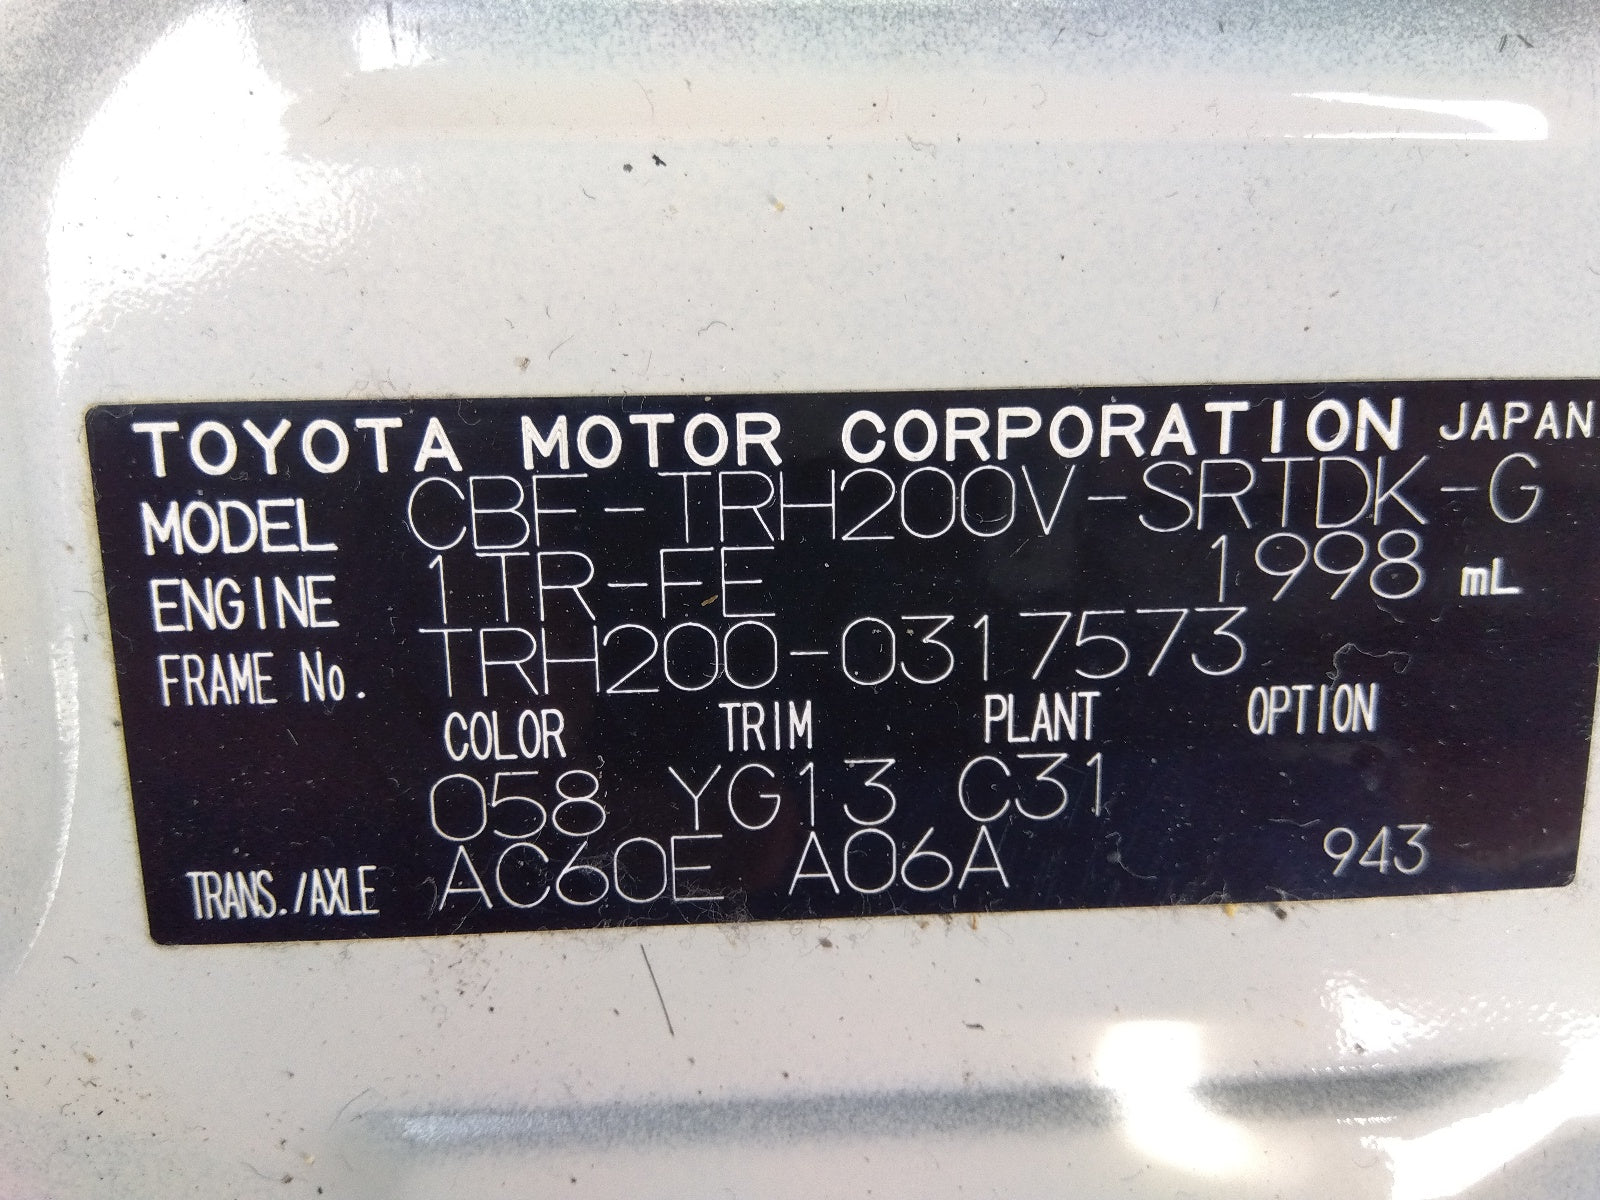 TOYOTA MOTOR CORPORATION JAPAN
MODEL CBF-TRH200V-SRTDK-G
ENGINE 1TR-FE 1998 mL
FRAME No. TRH200-0317573
COLOR TRIM PLANT OPTION
058 YG13 C31
TRANS./AXLE AC60E A06A 943